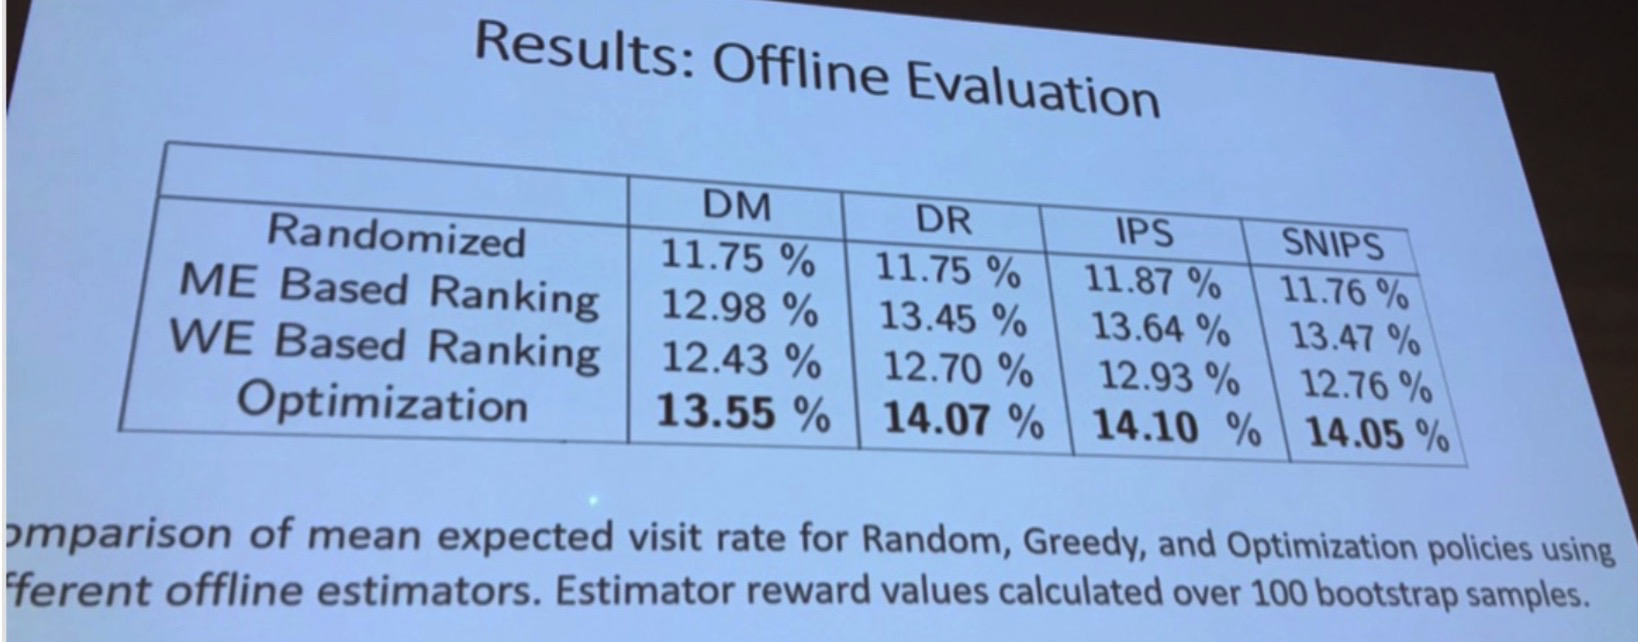 Results: Offline Evaluation
DM DR IPS SNIPS
Randomized 11.75 % 11.75 % 11.87 % 11.76 %
ME Based Ranking 12.98 % 13.45 % 13.64 % 13.47 %
WE Based Ranking 12.43 % 12.70 % 12.93 % 12.76 %
Optimization 13.55 % 14.07 % 14.10 % 14.05 %
omparison of mean expected visit rate for Random, Greedy, and Optimization policies using
fferent offline estimators. Estimator reward values calculated over 100 bootstrap samples.